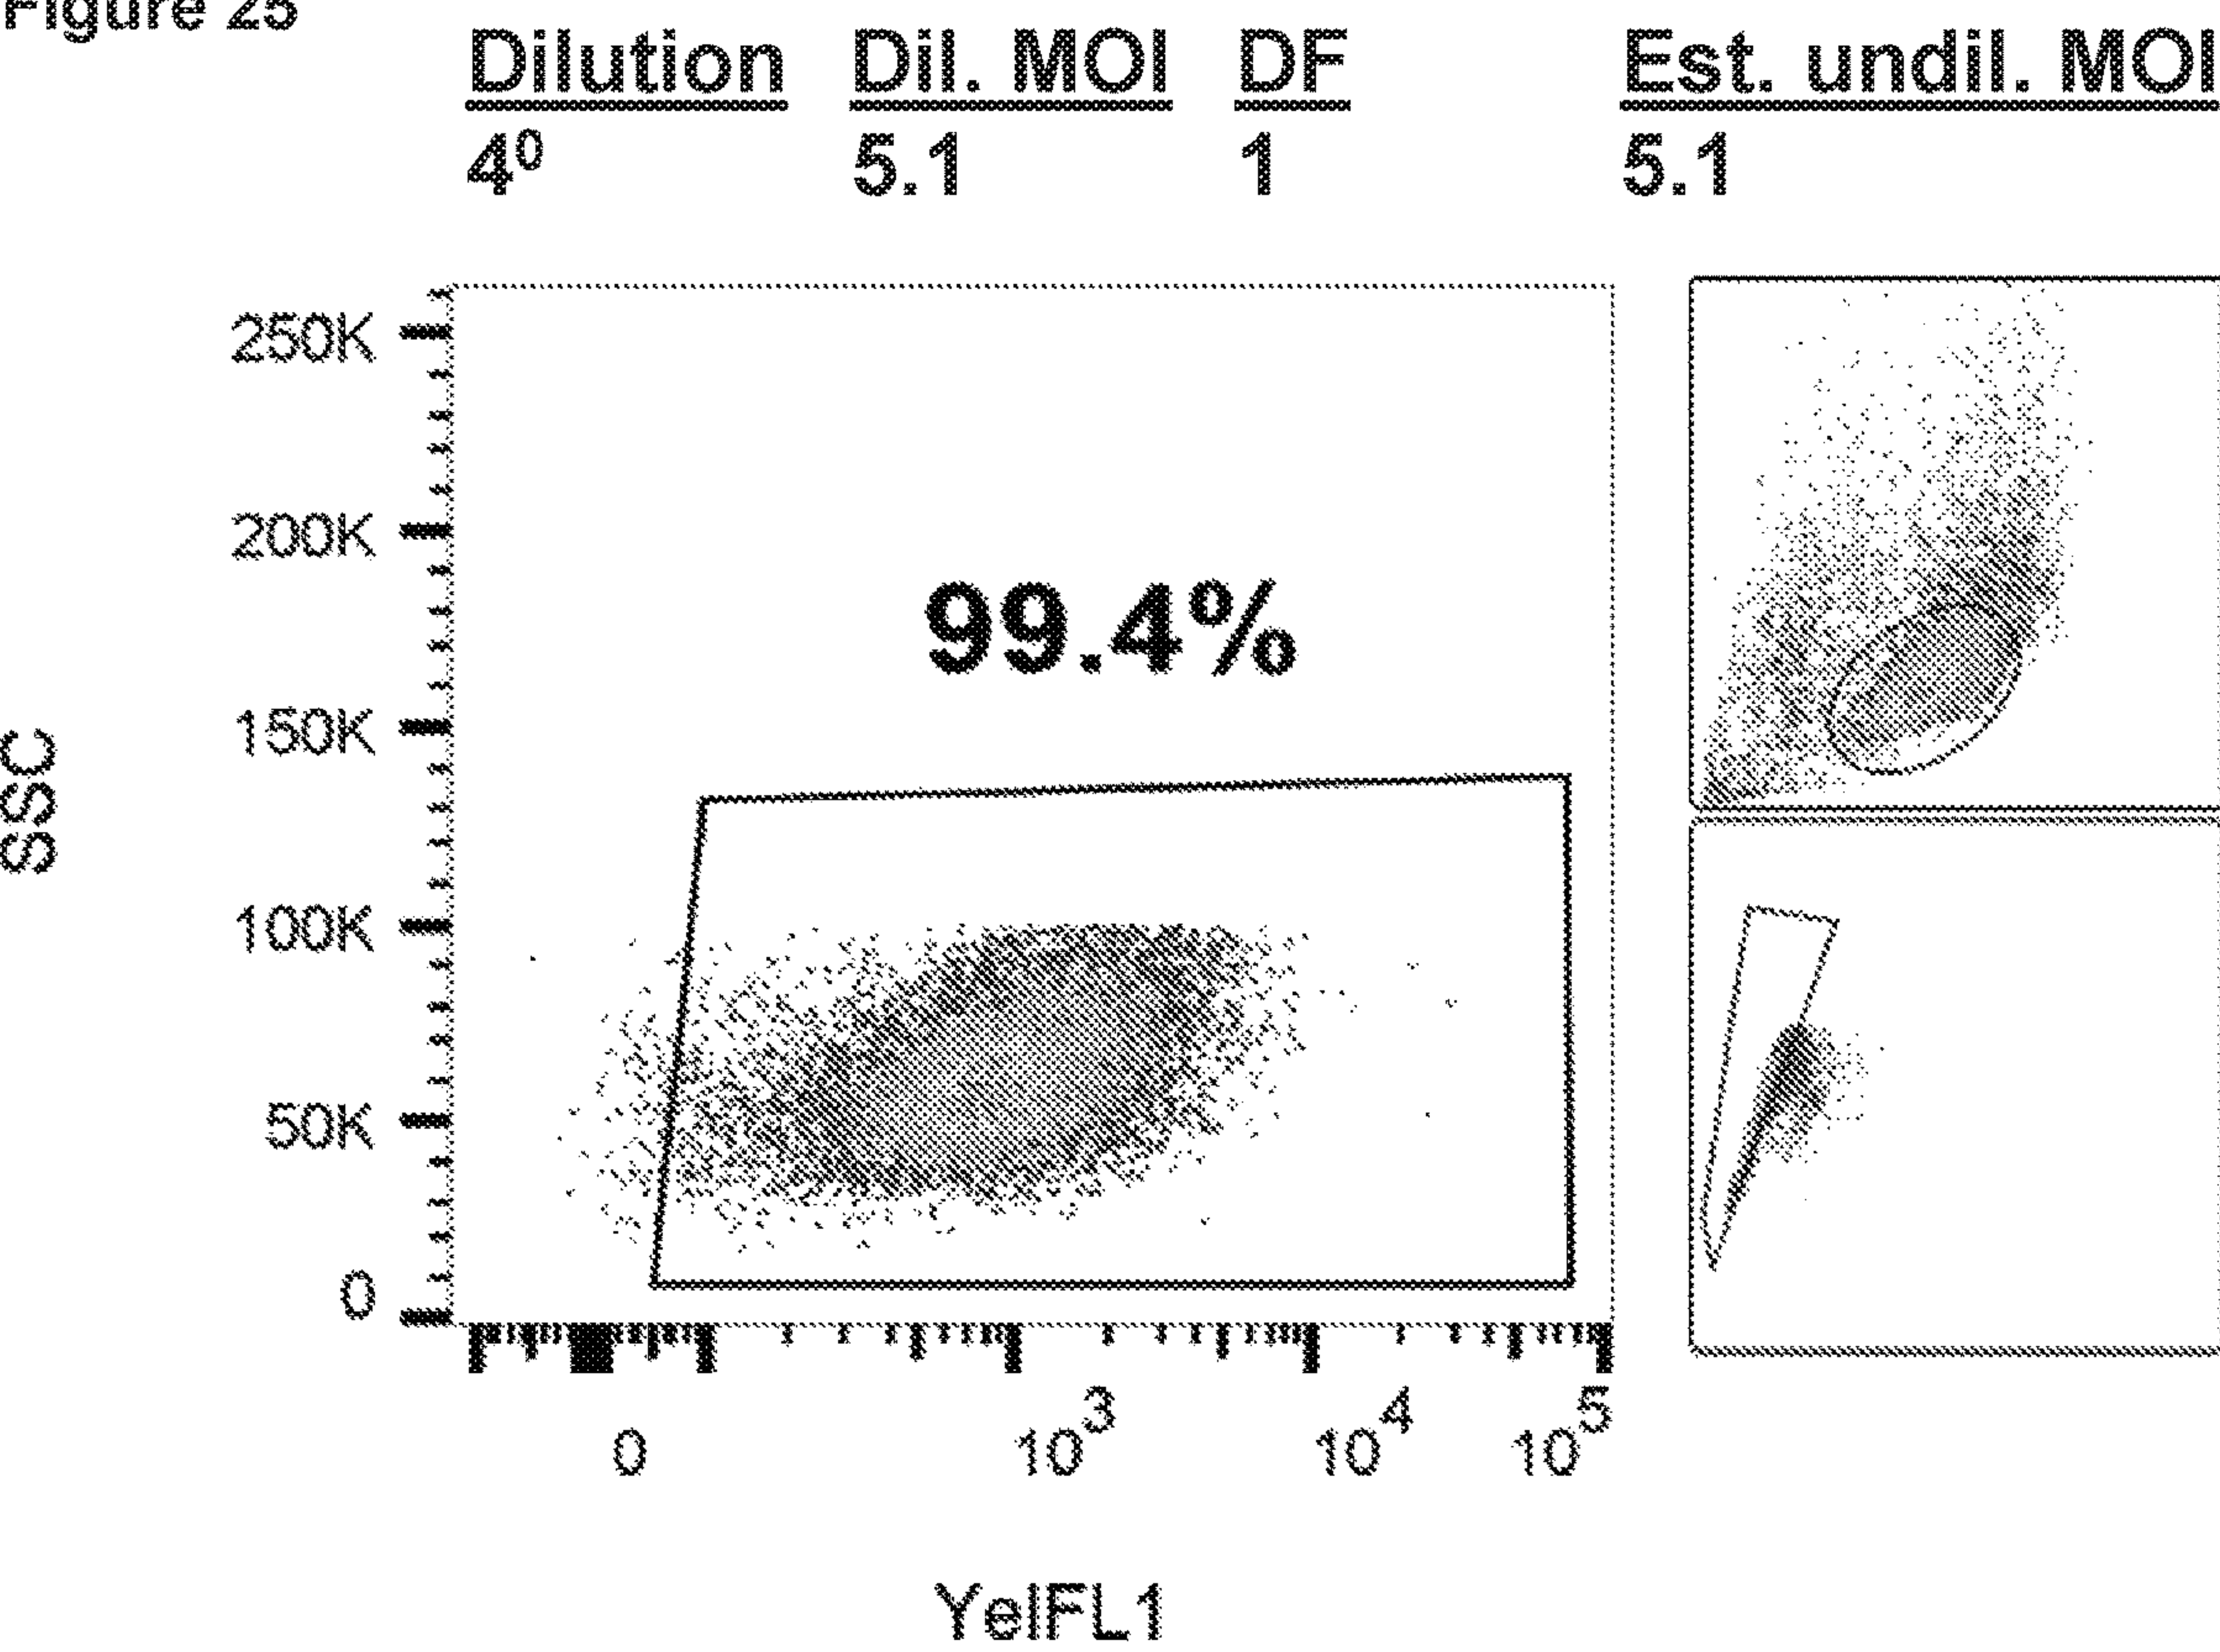 Figure 25
Dilution Dil. MOI DF Est. undil. MOI
4⁰ 5.1 1 5.1
250K
200K
99.4%
150K
SSC
100K
50K
0
0 10³ 10⁴ 10⁵
YelFL1